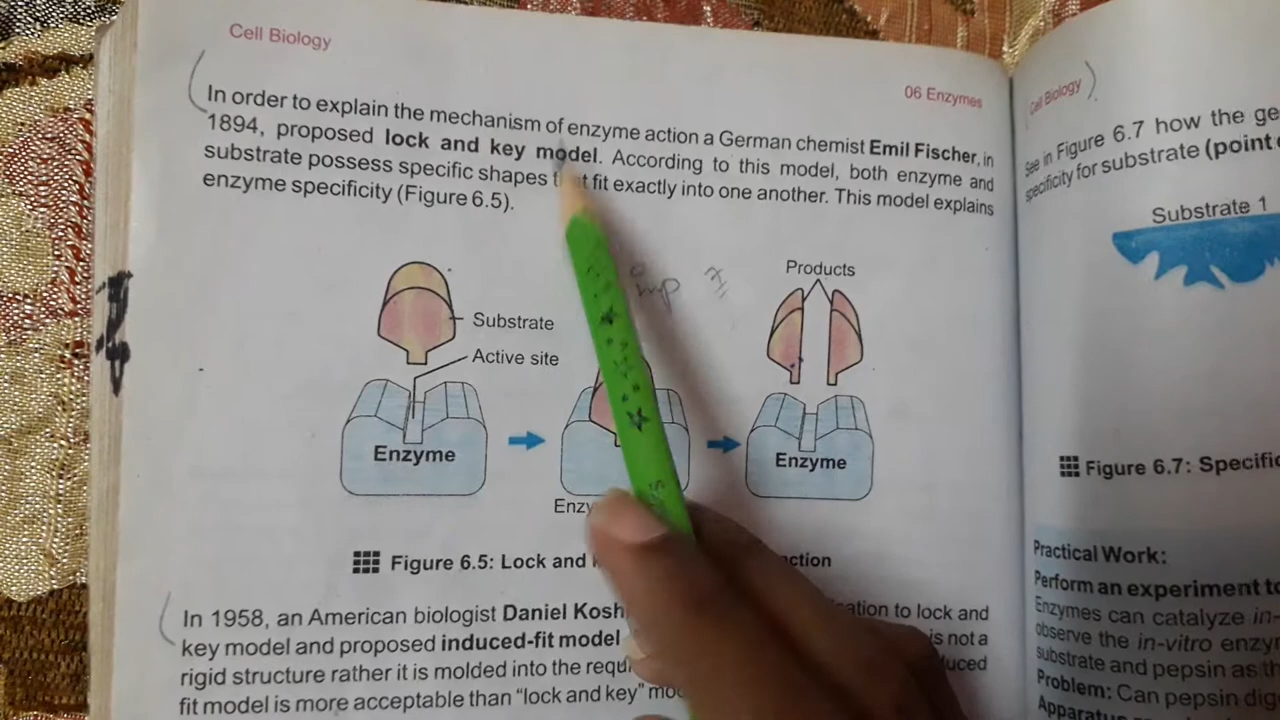 Cell Biology
06 Enzymes
In order to explain the mechanism of enzyme action a German chemist Emil Fischer, in
1894, proposed lock and key model. According to this model, both enzyme and
substrate possess specific shapes that fit exactly into one another. This model explains
enzyme specificity (Figure 6.5).
imp
Products
Substrate
Active site
Enzyme
Enzyme
Enzy
Figure 6.5: Lock and
ction
In 1958, an American biologist Daniel Kosh
ation to lock and
key model and proposed induced-fit model
is not a
rigid structure rather it is molded into the requ
duced
fit model is more acceptable than "lock and key" mod
Cell Biology
See in Figure 6.7 how the ge
specificity for substrate (point
Substrate 1
Figure 6.7: Specific
Practical Work:
Perform an experiment to
Enzymes can catalyze in-
observe the in-vitro enzy
substrate and pepsin as th
Problem: Can pepsin dig
Apparatus